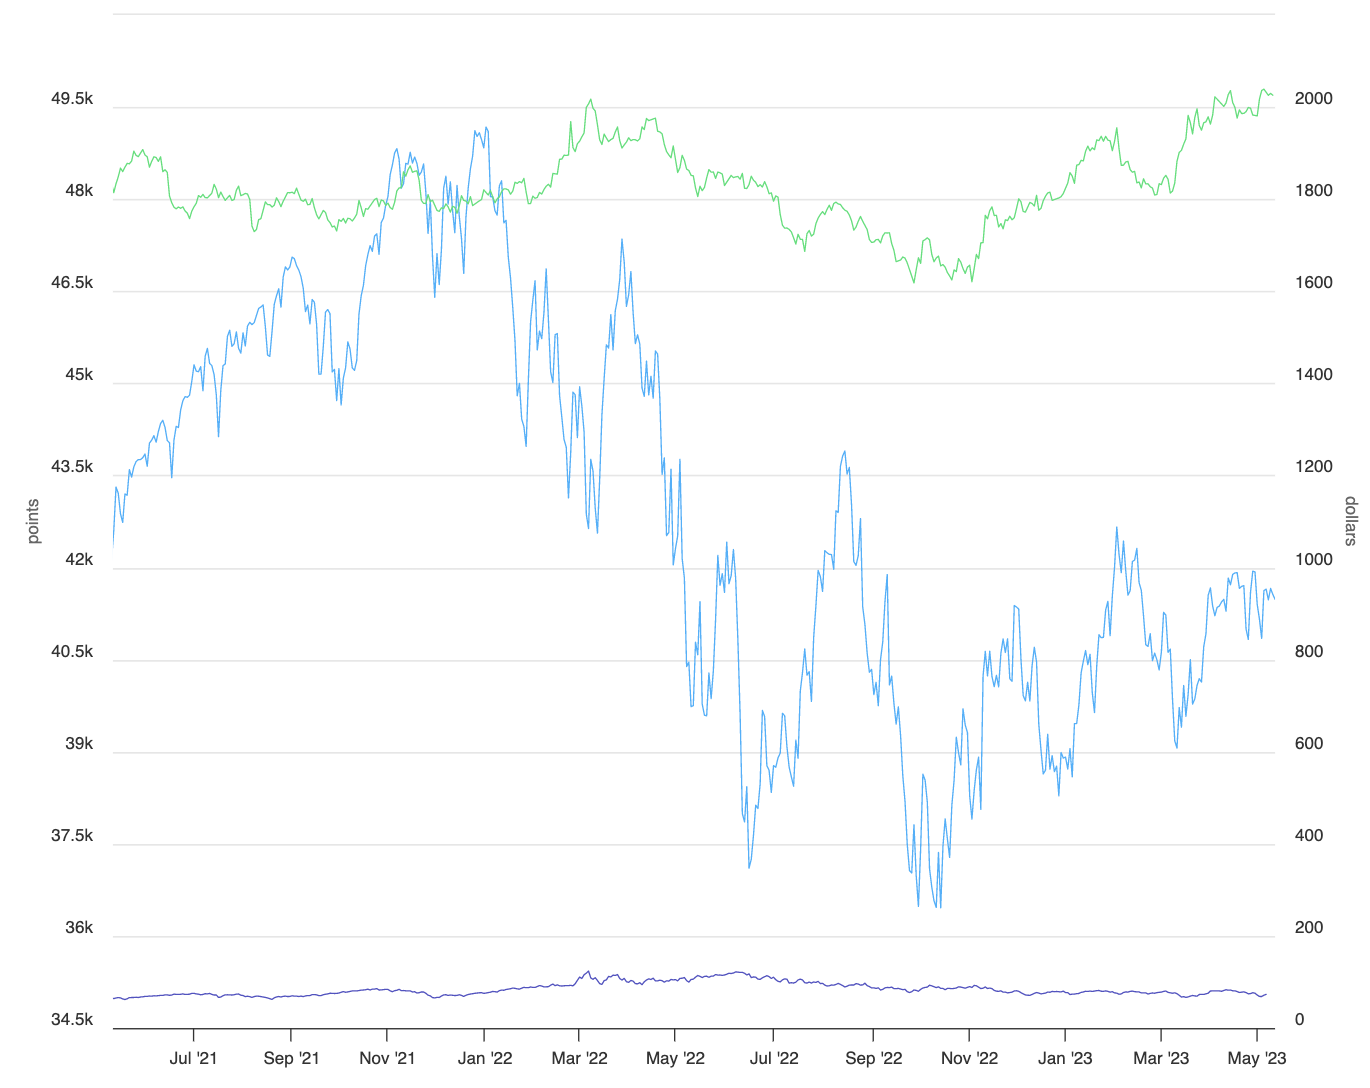 49.5k
2000
48k
1800
46.5k
1600
45k
1400
43.5k
1200
points
dollars
42k
1000
40.5k
800
39k
600
37.5k
400
36k
200
34.5k
0
Jul '21 Sep '21 Nov '21 Jan '22 Mar '22 May '22 Jul '22 Sep '22 Nov '22 Jan '23 Mar '23 May '23